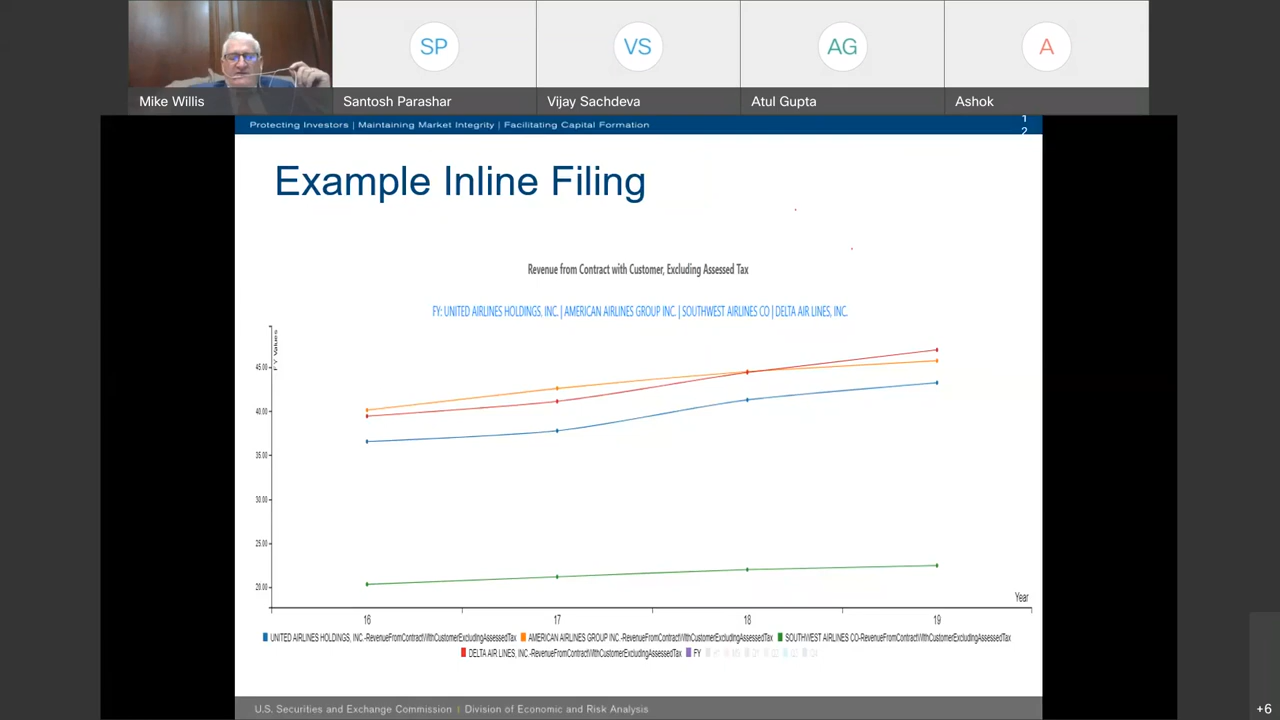 SP
VS
AG
A
Mike Willis
Santosh Parashar
Vijay Sachdeva
Atul Gupta
Ashok
Protecting Investors | Maintaining Market Integrity | Facilitating Capital Formation
1
2
Example Inline Filing
Revenue from Contract with Customer, Excluding Assessed Tax
FY: UNITED AIRLINES HOLDINGS, INC. | AMERICAN AIRLINES GROUP INC. | SOUTHWEST AIRLINES CO | DELTA AIR LINES, INC.
FY Values
45.00
40.00
35.00
30.00
25.00
20.00
Year
16
17
18
19
UNITED AIRLINES HOLDINGS, INC.-RevenueFromContractWithCustomerExcludingAssessedTax
AMERICAN AIRLINES GROUP INC.-RevenueFromContractWithCustomerExcludingAssessedTax
SOUTHWEST AIRLINES CO-RevenueFromContractWithCustomerExcludingAssessedTax
DELTA AIR LINES, INC.-RevenueFromContractWithCustomerExcludingAssessedTax
FY
U.S. Securities and Exchange Commission | Division of Economic and Risk Analysis
+6